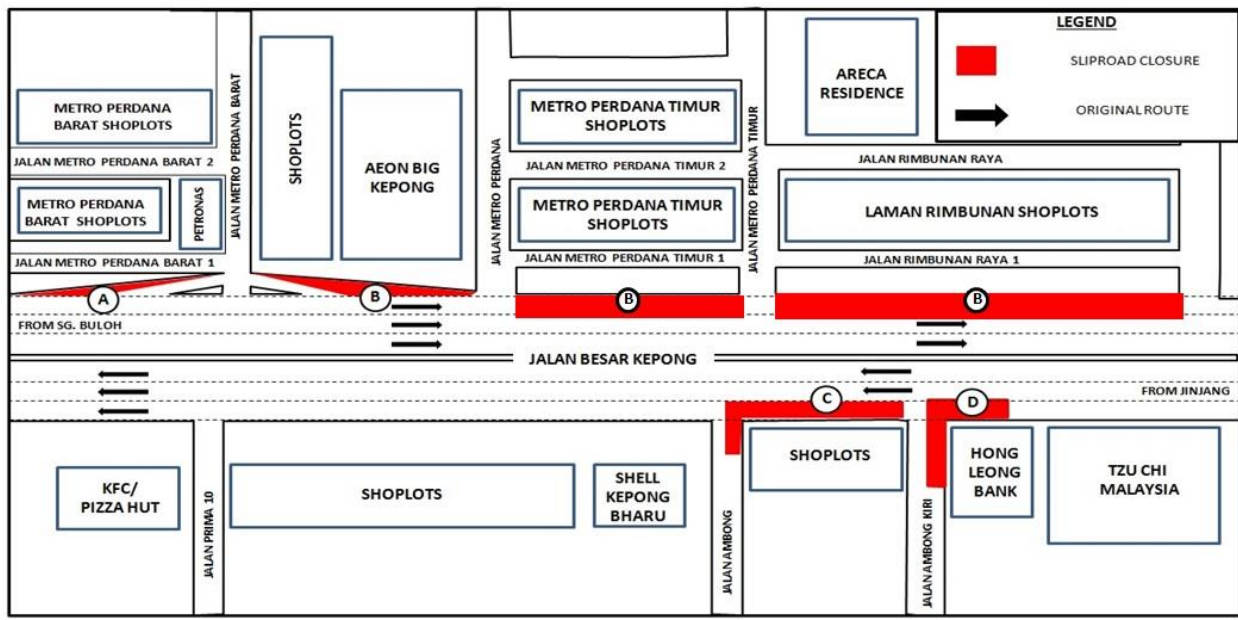 LEGEND
SLIPROAD CLOSURE
ORIGINAL ROUTE
METRO PERDANA
BARAT SHOPLOTS
JALAN METRO PERDANA BARAT 2
METRO PERDANA
BARAT SHOPLOTS
PETRONAS
JALAN METRO PERDANA BARAT 1
JALAN METRO PERDANA BARAT
SHOPLOTS
AEON BIG
KEPONG
JALAN METRO PERDANA
METRO PERDANA TIMUR
SHOPLOTS
JALAN METRO PERDANA TIMUR 2
METRO PERDANA TIMUR
SHOPLOTS
JALAN METRO PERDANA TIMUR 1
JALAN METRO PERDANA TIMUR
ARECA
RESIDENCE
JALAN RIMBUNAN RAYA
LAMAN RIMBUNAN SHOPLOTS
JALAN RIMBUNAN RAYA 1
A
B
B
B
FROM SG. BULOH
JALAN BESAR KEPONG
FROM JINJANG
C
D
KFC/
PIZZA HUT
JALAN PRIMA 10
SHOPLOTS
SHELL
KEPONG
BHARU
JALAN AMBONG
SHOPLOTS
JALAN AMBONG KIRI
HONG
LEONG
BANK
TZU CHI
MALAYSIA